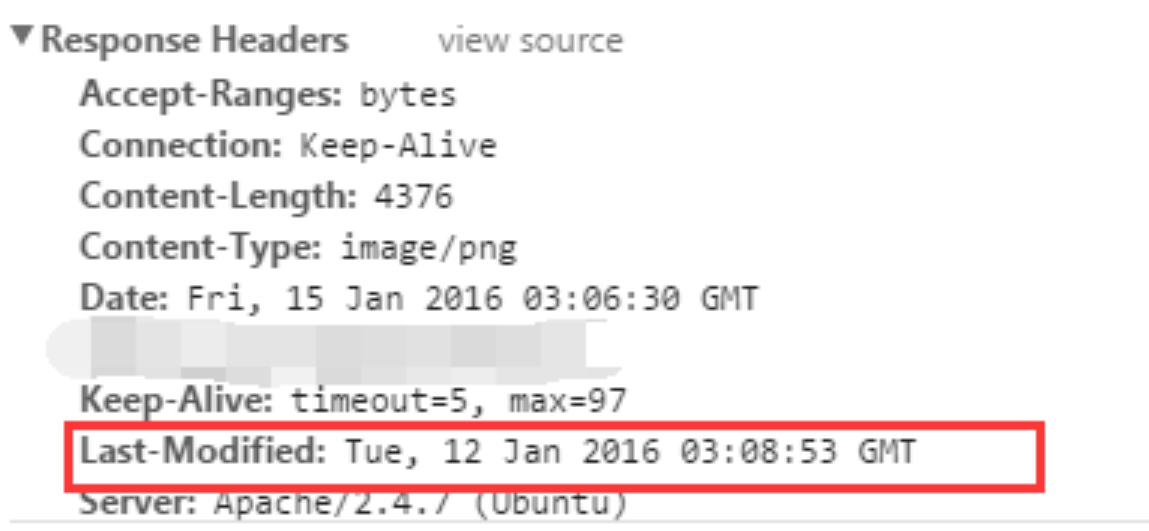 Response Headers view source
Accept-Ranges: bytes
Connection: Keep-Alive
Content-Length: 4376
Content-Type: image/png
Date: Fri, 15 Jan 2016 03:06:30 GMT
Keep-Alive: timeout=5, max=97
Last-Modified: Tue, 12 Jan 2016 03:08:53 GMT
Server: Apache/2.4.7 (Ubuntu)